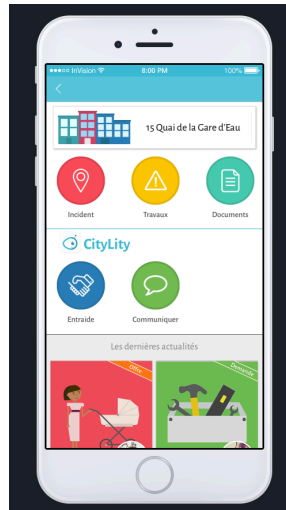 InVision 8:00 PM 100%
15 Quai de la Gare d'Eau
Incident Travaux Documents
CityLity
Entraide Communiquer
Les dernières actualités
Offre Demande